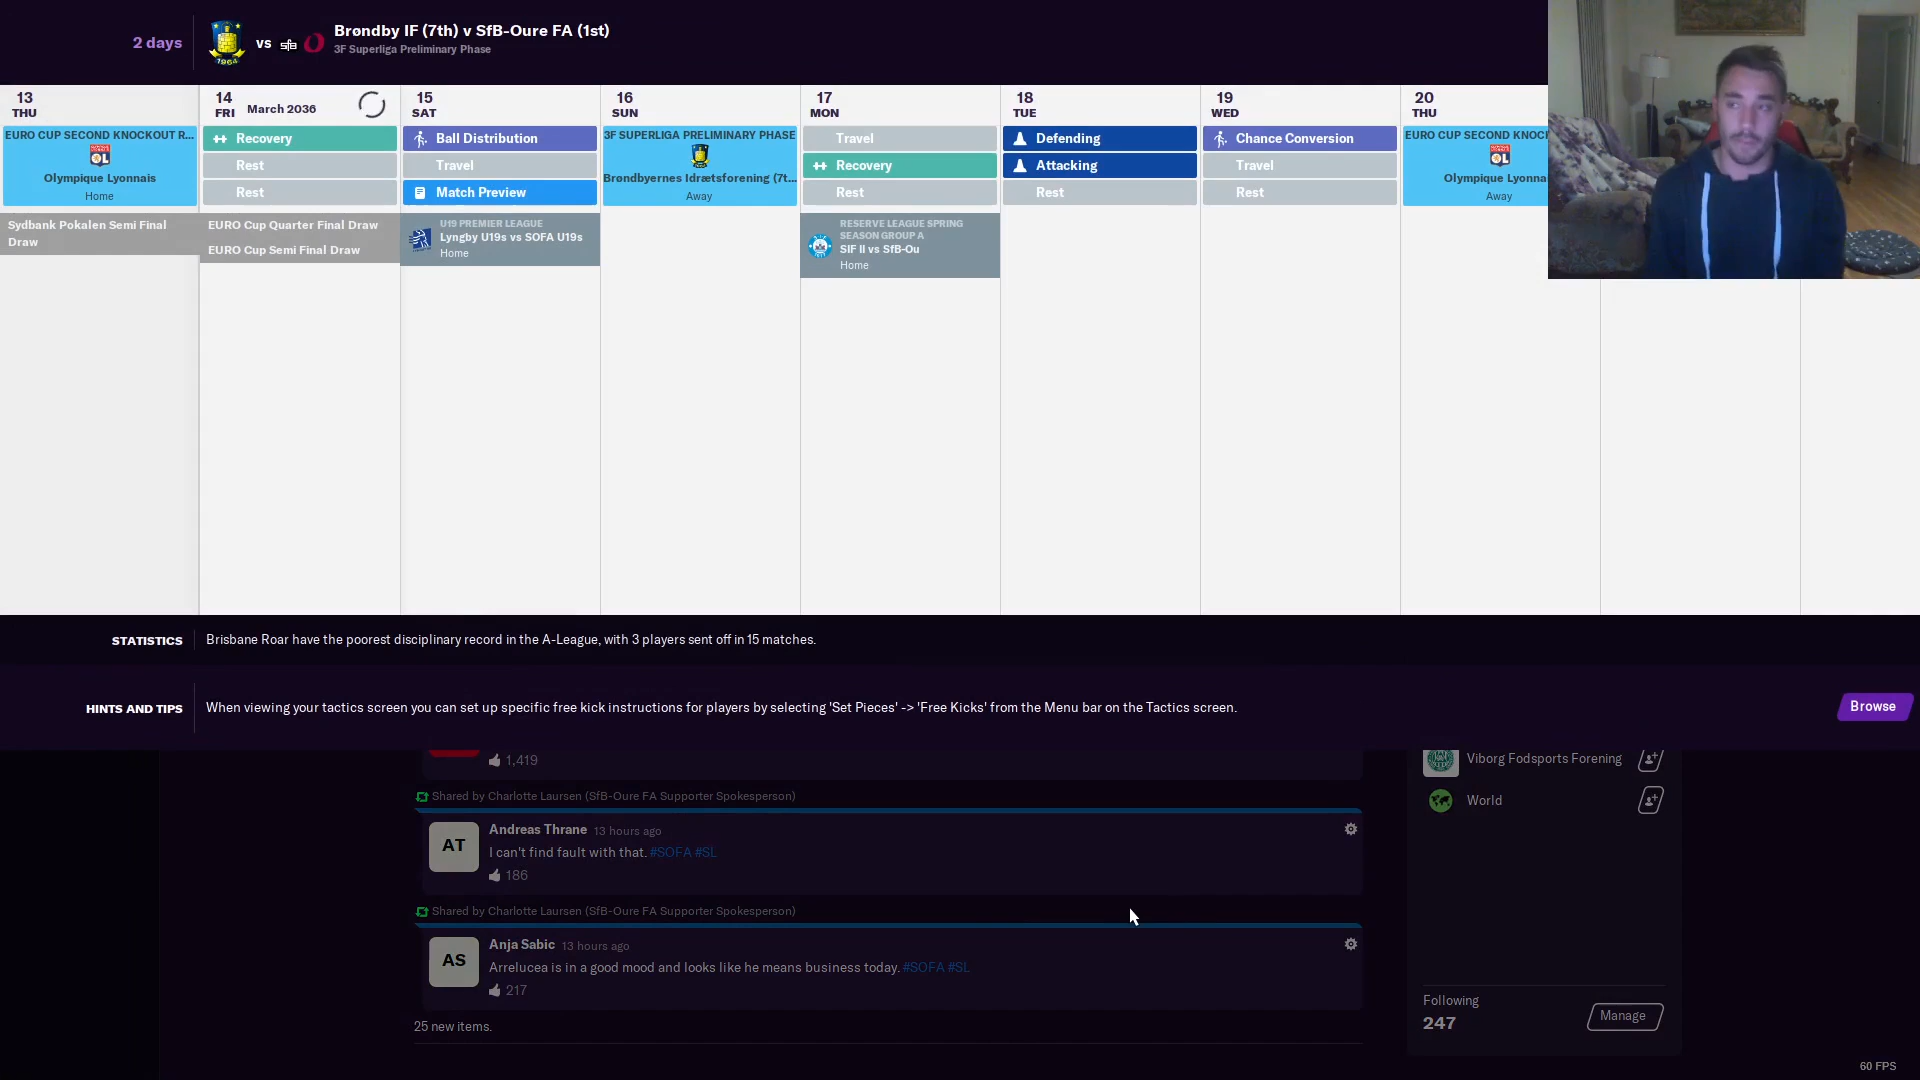 2 days
1964
vs
sfb
Brøndby IF (7th) v SfB-Oure FA (1st)
3F Superliga Preliminary Phase
13
THU
EURO CUP SECOND KNOCKOUT R...
OL
Olympique Lyonnais
Home
Sydbank Pokalen Semi Final
Draw
14
FRI
March 2036
Recovery
Rest
Rest
EURO Cup Quarter Final Draw
EURO Cup Semi Final Draw
15
SAT
Ball Distribution
Travel
Match Preview
U19 PREMIER LEAGUE
Lyngby U19s vs SOFA U19s
Home
16
SUN
3F SUPERLIGA PRELIMINARY PHASE
Brøndbyernes Idrætsforening (7t...
Away
17
MON
Travel
Recovery
Rest
RESERVE LEAGUE SPRING
SEASON GROUP A
SIF II vs SfB-Ou
Home
18
TUE
Defending
Attacking
Rest
19
WED
Chance Conversion
Travel
Rest
20
THU
EURO CUP SECOND KNOCK
OL
Olympique Lyonna
Away
STATISTICS
Brisbane Roar have the poorest disciplinary record in the A-League, with 3 players sent off in 15 matches.
HINTS AND TIPS
When viewing your tactics screen you can set up specific free kick instructions for players by selecting 'Set Pieces' -> 'Free Kicks' from the Menu bar on the Tactics screen.
Browse
1,419
Shared by Charlotte Laursen (SfB-Oure FA Supporter Spokesperson)
AT
Andreas Thrane 13 hours ago
I can't find fault with that. #SOFA #SL
186
Shared by Charlotte Laursen (SfB-Oure FA Supporter Spokesperson)
AS
Anja Sabic 13 hours ago
Arrelucea is in a good mood and looks like he means business today. #SOFA #SL
217
25 new items.
Viborg Fodsports Forening
World
Following
247
Manage
60 FPS